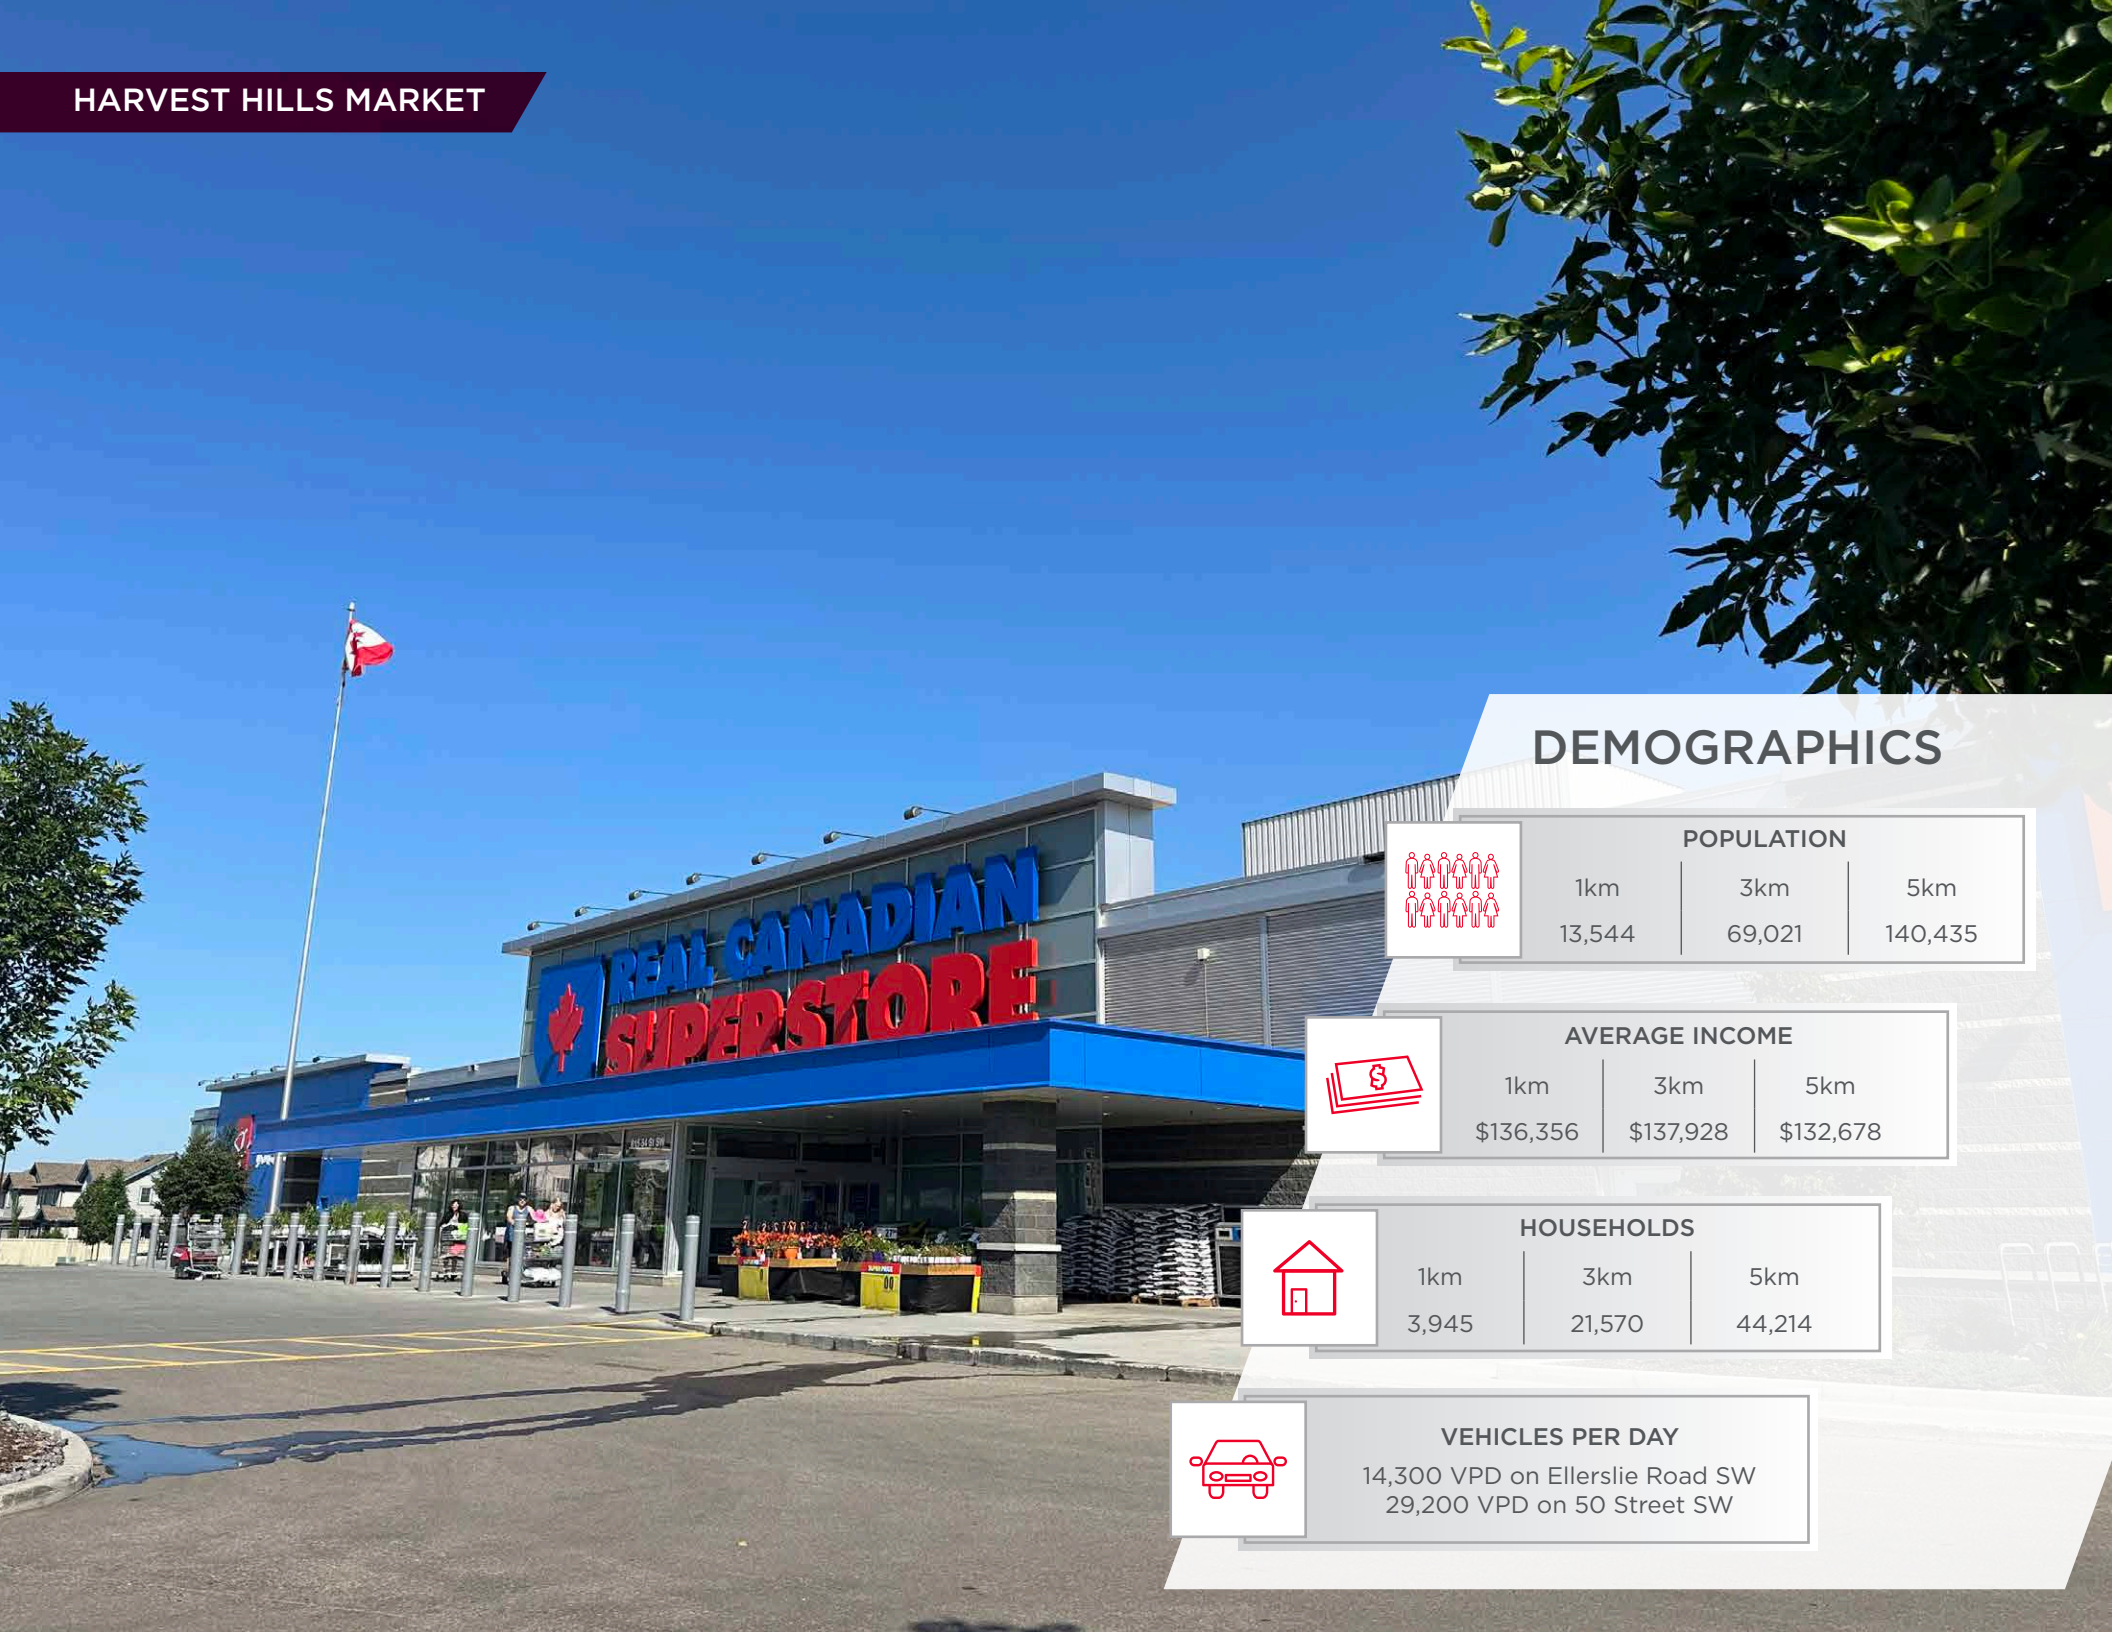 HARVEST HILLS MARKET
REAL CANADIAN
SUPERSTORE
DEMOGRAPHICS
POPULATION
1km 3km 5km
13,544 69,021 140,435
AVERAGE INCOME
1km 3km 5km
$136,356 $137,928 $132,678
HOUSEHOLDS
1km 3km 5km
3,945 21,570 44,214
VEHICLES PER DAY
14,300 VPD on Ellerslie Road SW
29,200 VPD on 50 Street SW